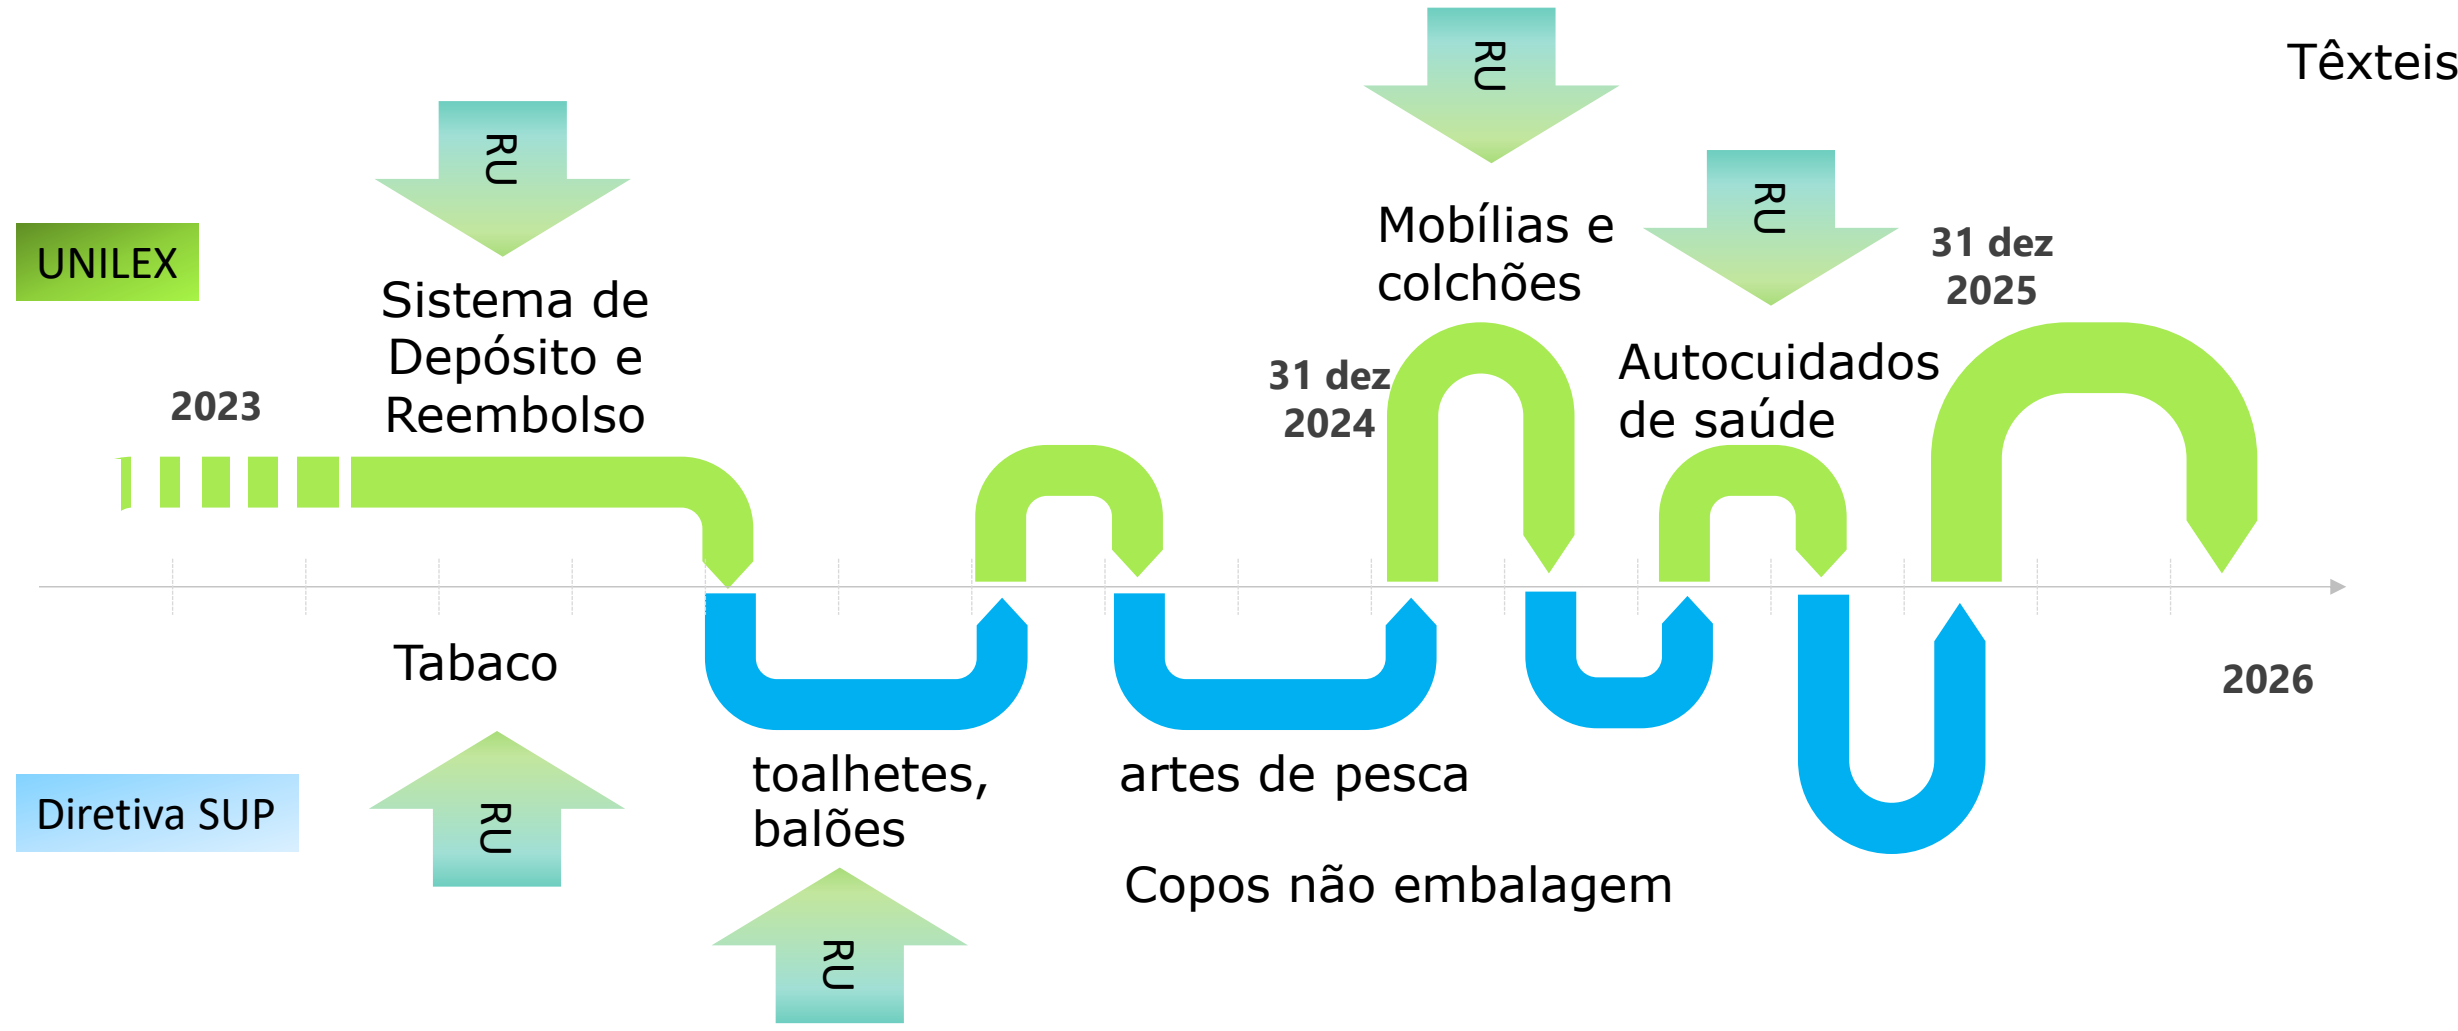 RU
Têxteis
RU
RU
Mobílias e
colchões
31 dez
2025
UNILEX
Sistema de
Depósito e
Reembolso
Autocuidados
de saúde
31 dez
2024
2023
Tabaco
2026
RU
toalhetes,
balões
artes de pesca
Diretiva SUP
Copos não embalagem
RU